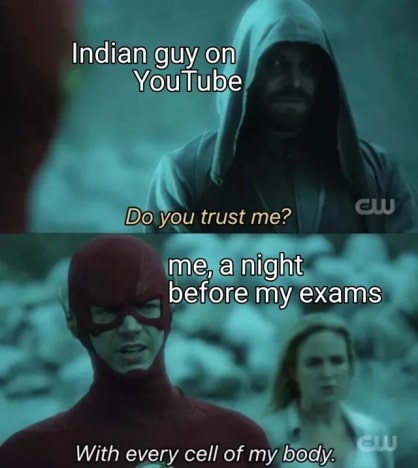 Indian guy on
YouTube
Do you trust me?
CW
me, a night
before my exams
With every cell of my body.
CW